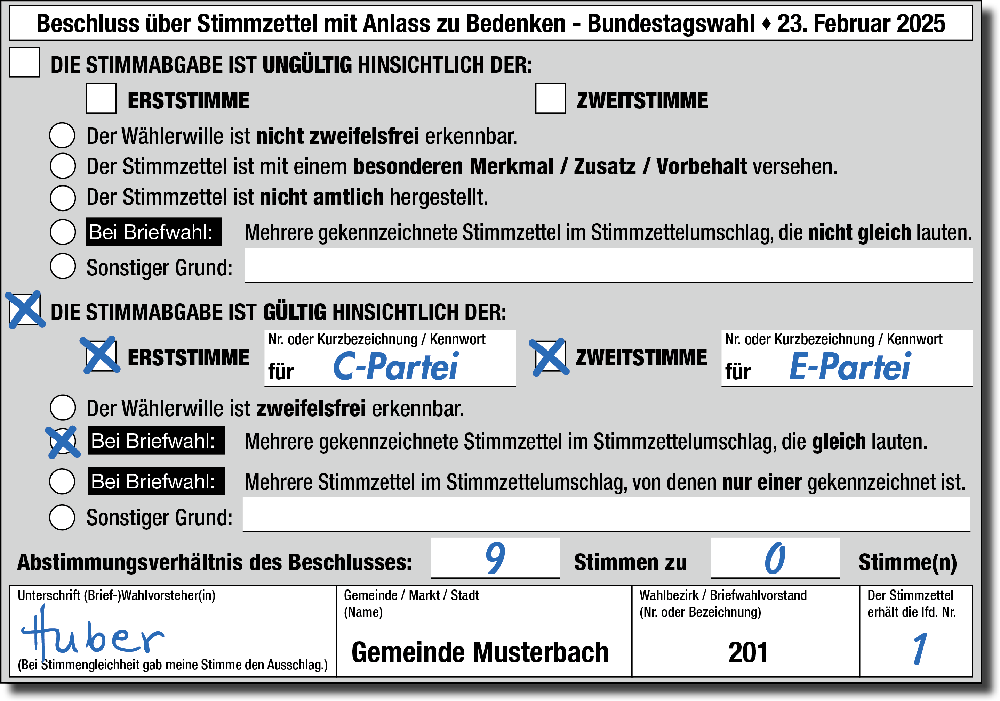 Beschluss über Stimmzettel mit Anlass zu Bedenken - Bundestagswahl ♦ 23. Februar 2025
DIE STIMMABGABE IST UNGÜLTIG HINSICHTLICH DER:
ERSTSTIMME ZWEITSTIMME
Der Wählerwille ist nicht zweifelsfrei erkennbar.
Der Stimmzettel ist mit einem besonderen Merkmal / Zusatz / Vorbehalt versehen.
Der Stimmzettel ist nicht amtlich hergestellt.
Bei Briefwahl: Mehrere gekennzeichnete Stimmzettel im Stimmzettelumschlag, die nicht gleich lauten.
Sonstiger Grund:
DIE STIMMABGABE IST GÜLTIG HINSICHTLICH DER:
Nr. oder Kurzbezeichnung / Kennwort Nr. oder Kurzbezeichnung / Kennwort
ERSTSTIMME für C-Partei ZWEITSTIMME für E-Partei
Der Wählerwille ist zweifelsfrei erkennbar.
Bei Briefwahl: Mehrere gekennzeichnete Stimmzettel im Stimmzettelumschlag, die gleich lauten.
Bei Briefwahl: Mehrere Stimmzettel im Stimmzettelumschlag, von denen nur einer gekennzeichnet ist.
Sonstiger Grund:
Abstimmungsverhältnis des Beschlusses: 9 Stimmen zu 0 Stimme(n)
Unterschrift (Brief-)Wahlvorsteher(in)
Huber
(Bei Stimmengleichheit gab meine Stimme den Ausschlag.)
Gemeinde / Markt / Stadt
(Name)
Gemeinde Musterbach
Wahlbezirk / Briefwahlvorstand
(Nr. oder Bezeichnung)
201
Der Stimmzettel
erhält die lfd. Nr.
1